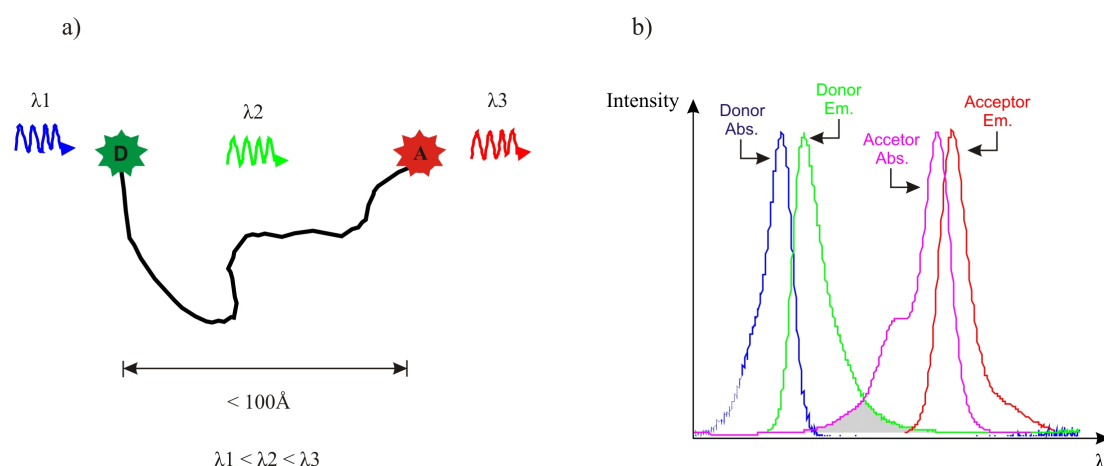 a)
λ1
D
λ2
A
λ3
< 100Å
λ1 < λ2 < λ3
b)
Intensity
Donor
Abs.
Donor
Em.
Accetor
Abs.
Acceptor
Em.
λ